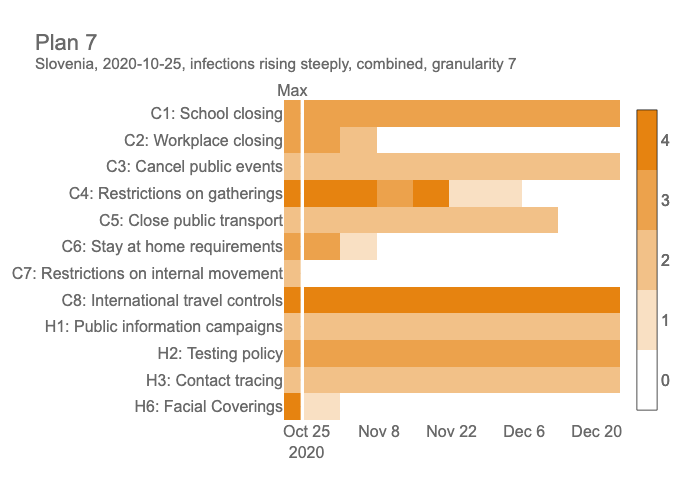 Plan 7
Slovenia, 2020-10-25, infections rising steeply, combined, granularity 7
Max
C1: School closing
C2: Workplace closing
C3: Cancel public events
C4: Restrictions on gatherings
C5: Close public transport
C6: Stay at home requirements
C7: Restrictions on internal movement
C8: International travel controls
H1: Public information campaigns
H2: Testing policy
H3: Contact tracing
H6: Facial Coverings
Oct 25 Nov 8 Nov 22 Dec 6 Dec 20
2020
4
3
2
1
0